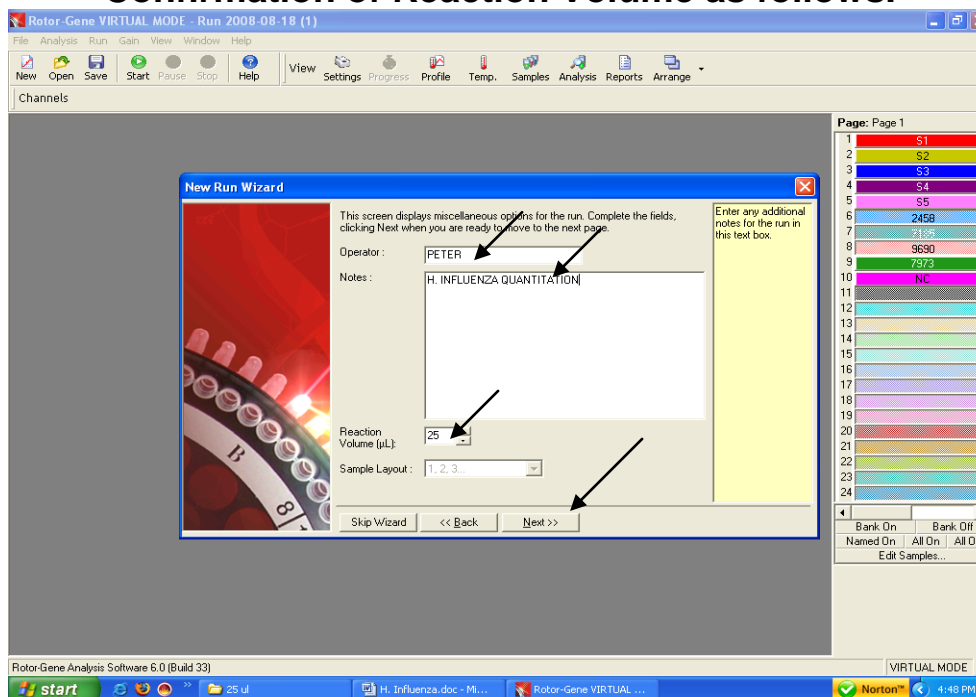 Confirmation of Reaction Volume as follows:
Rotor-Gene VIRTUAL MODE - Run 2008-08-18 (1)
File Analysis Run Gain View Window Help
New Open Save Start Pause Stop Help View Settings Progress Profile Temp. Samples Analysis Reports Arrange
Channels
Page: Page 1
1 S1
2 S2
3 S3
4 S4
5 S5
6 2458
7 7185
8 9690
9 7973
10 NC
11
12
13
14
15
16
17
18
19
20
21
22
23
24
Bank On Bank Off
Named On All On All O
Edit Samples...
New Run Wizard
This screen displays miscellaneous options for the run. Complete the fields,
clicking Next when you are ready to move to the next page.
Operator : PETER
Notes : H. INFLUENZA QUANTITATION
Reaction
Volume (µL): 25
Sample Layout : 1, 2, 3...
Skip Wizard << Back Next >>
Enter any additional
notes for the run in
this text box.
Rotor-Gene Analysis Software 6.0 (Build 33) VIRTUAL MODE
start 25 ul H. Influenza.doc - Mi... Rotor-Gene VIRTUAL ... Norton™ 4:48 PM